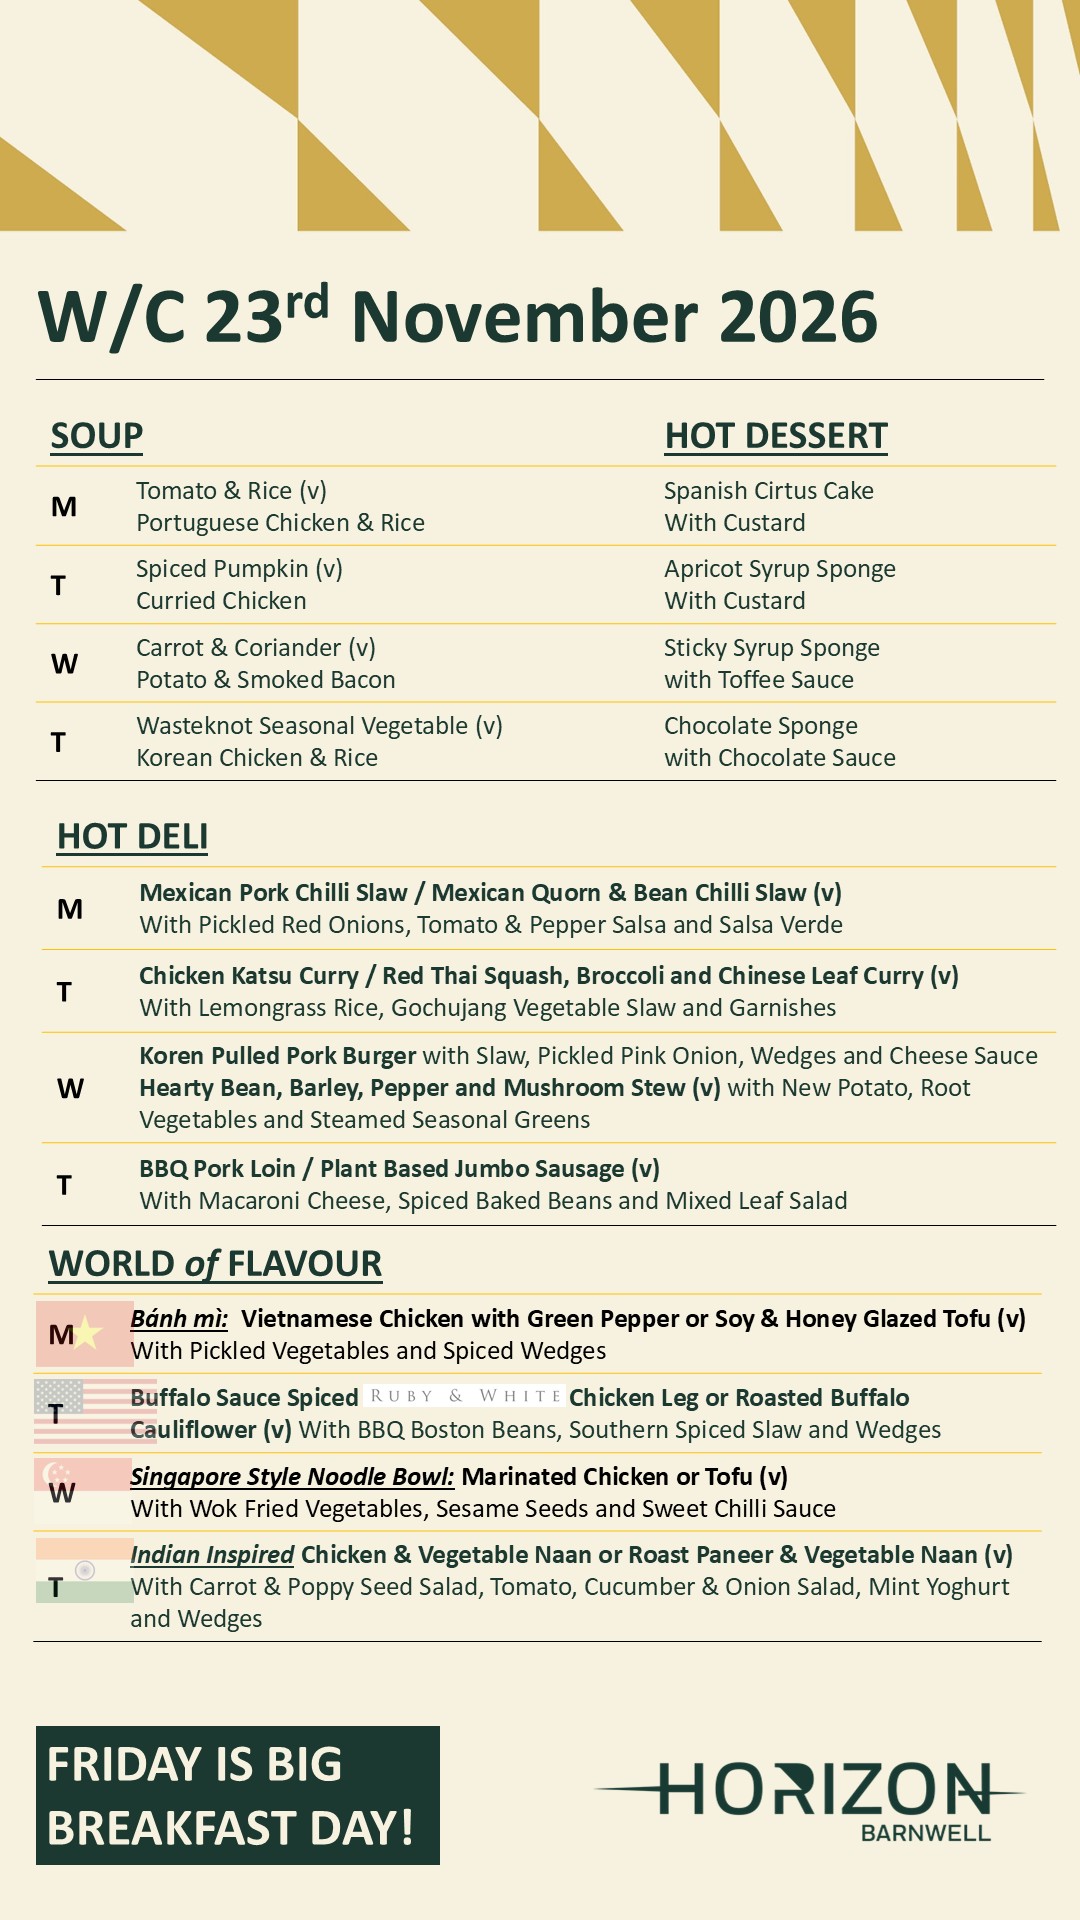 W/C 23rd November 2026
SOUP
HOT DESSERT
M
Tomato & Rice (v)
Portuguese Chicken & Rice
Spanish Cirtus Cake
With Custard
T
Spiced Pumpkin (v)
Curried Chicken
Apricot Syrup Sponge
With Custard
W
Carrot & Coriander (v)
Potato & Smoked Bacon
Sticky Syrup Sponge
with Toffee Sauce
T
Wasteknot Seasonal Vegetable (v)
Korean Chicken & Rice
Chocolate Sponge
with Chocolate Sauce
HOT DELI
M
Mexican Pork Chilli Slaw / Mexican Quorn & Bean Chilli Slaw (v)
With Pickled Red Onions, Tomato & Pepper Salsa and Salsa Verde
T
Chicken Katsu Curry / Red Thai Squash, Broccoli and Chinese Leaf Curry (v)
With Lemongrass Rice, Gochujang Vegetable Slaw and Garnishes
W
Koren Pulled Pork Burger with Slaw, Pickled Pink Onion, Wedges and Cheese Sauce
Hearty Bean, Barley, Pepper and Mushroom Stew (v) with New Potato, Root
Vegetables and Steamed Seasonal Greens
T
BBQ Pork Loin / Plant Based Jumbo Sausage (v)
With Macaroni Cheese, Spiced Baked Beans and Mixed Leaf Salad
WORLD of FLAVOUR
M
Bánh mì: Vietnamese Chicken with Green Pepper or Soy & Honey Glazed Tofu (v)
With Pickled Vegetables and Spiced Wedges
T
Buffalo Sauce Spiced RUBY & WHITE Chicken Leg or Roasted Buffalo
Cauliflower (v) With BBQ Boston Beans, Southern Spiced Slaw and Wedges
W
Singapore Style Noodle Bowl: Marinated Chicken or Tofu (v)
With Wok Fried Vegetables, Sesame Seeds and Sweet Chilli Sauce
T
Indian Inspired Chicken & Vegetable Naan or Roast Paneer & Vegetable Naan (v)
With Carrot & Poppy Seed Salad, Tomato, Cucumber & Onion Salad, Mint Yoghurt
and Wedges
FRIDAY IS BIG
BREAKFAST DAY!
HORIZON
BARNWELL